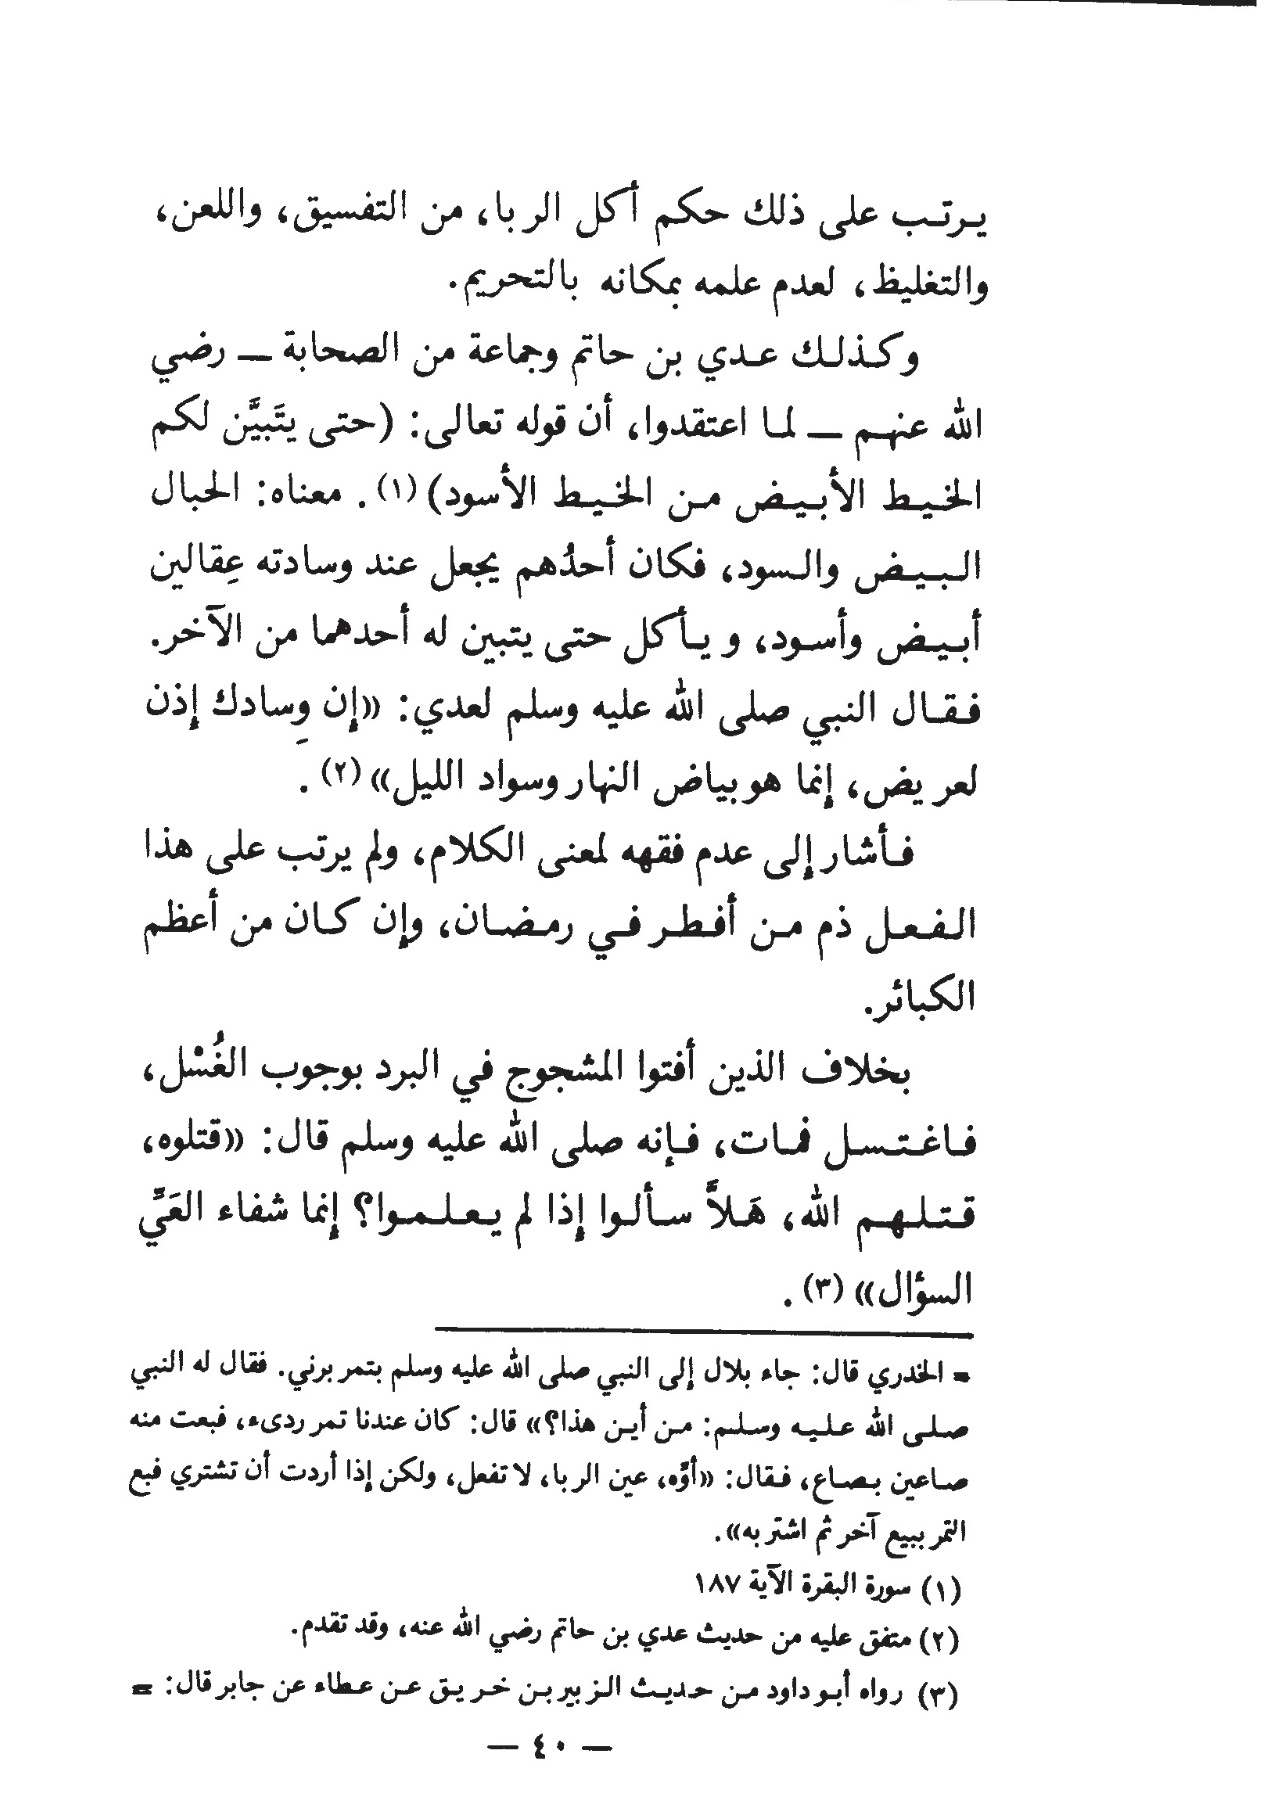 يرتب على ذلك حكم أكل الربا، من التفسيق، واللعن،
والتغليظ، لعدم علمه بمكانه بالتحريم.
وكذلك عدي بن حاتم وجماعة من الصحابة — رضي
الله عنهم — لما اعتقدوا، أن قوله تعالى: (حتى يتَبيَّن لكم
الخيط الأبيض من الخيط الأسود) (١). معناه: الحبال
البيض والسود، فكان أحدُهم يجعل عند وسادته عِقالين
أبيض وأسود، ويأكل حتى يتبين له أحدهما من الآخر.
فقال النبي صلى الله عليه وسلم لعدي: «إن وِسادك إذن
لعريض، إنما هو بياض النهار وسواد الليل» (٢).
فأشار إلى عدم فقهه لمعنى الكلام، ولم يرتب على هذا
الفعل ذم من أفطر في رمضان، وإن كان من أعظم
الكبائر.
بخلاف الذين أفتوا المشجوج في البرد بوجوب الغُسْل،
فاغتسل فمات، فإنه صلى الله عليه وسلم قال: «قتلوه،
قتلهم الله، هَلاَّ سألوا إذا لم يعلموا؟ إنما شفاء العَيِّ
السؤال» (٣).
= الخدري قال: جاء بلال إلى النبي صلى الله عليه وسلم بتمر برني. فقال له النبي
صلى الله عليه وسلم: من أين هذا؟» قال: كان عندنا تمر ردىء، فبعت منه
صاعين بصاع، فقال: «أوَّه، عين الربا، لا تفعل، ولكن إذا أردت أن تشتري فبع
التمر ببيع آخر ثم اشتر به».
(١) سورة البقرة الآية ١٨٧
(٢) متفق عليه من حديث عدي بن حاتم رضي الله عنه، وقد تقدم.
(٣) رواه أبو داود من حديث الزبير بن خريق عن عطاء عن جابر قال: =
— ٤٠ —